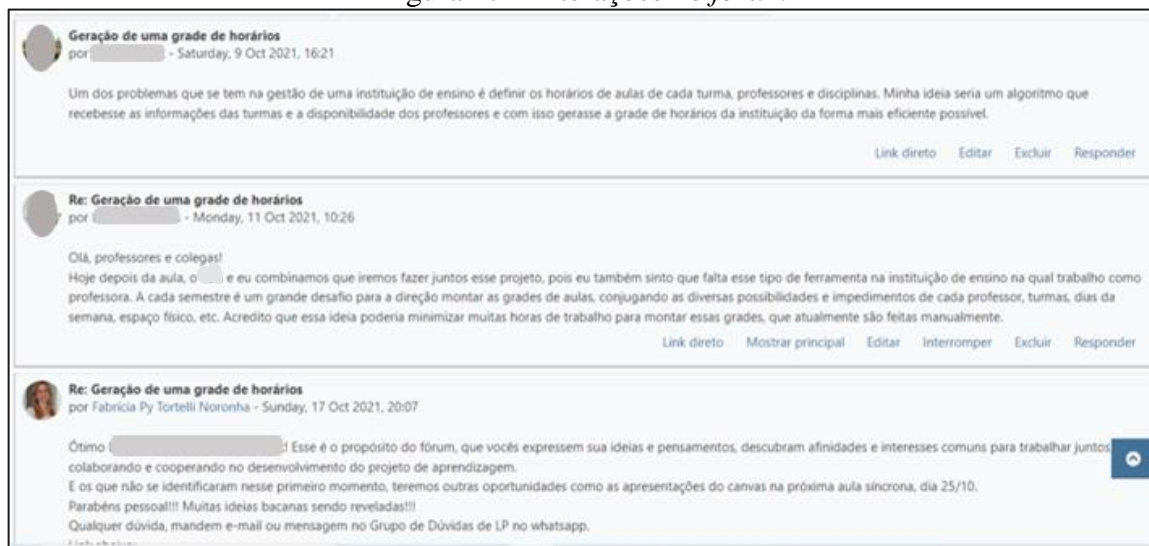 Geração de uma grade de horários
por - Saturday, 9 Oct 2021, 16:21
Um dos problemas que se tem na gestão de uma instituição de ensino é definir os horários de aulas de cada turma, professores e disciplinas. Minha ideia seria um algoritmo que
recebesse as informações das turmas e a disponibilidade dos professores e com isso gerasse a grade de horários da instituição da forma mais eficiente possível.
Link direto Editar Excluir Responder
Re: Geração de uma grade de horários
por - Monday, 11 Oct 2021, 10:26
Olá, professores e colegas!
Hoje depois da aula, o e eu combinamos que iremos fazer juntos esse projeto, pois eu também sinto que falta esse tipo de ferramenta na instituição de ensino na qual trabalho como
professora. A cada semestre é um grande desafio para a direção montar as grades de aulas, conjugando as diversas possibilidades e impedimentos de cada professor, turmas, dias da
semana, espaço físico, etc. Acredito que essa ideia poderia minimizar muitas horas de trabalho para montar essas grades, que atualmente são feitas manualmente.
Link direto Mostrar principal Editar Interromper Excluir Responder
Re: Geração de uma grade de horários
por Fabrícia Py Tortelli Noronha - Sunday, 17 Oct 2021, 20:07
Ótimo ! Esse é o propósito do fórum, que vocês expressem sua ideias e pensamentos, descubram afinidades e interesses comuns para trabalhar juntos
colaborando e cooperando no desenvolvimento do projeto de aprendizagem.
E os que não se identificaram nesse primeiro momento, teremos outras oportunidades como as apresentações do canvas na próxima aula síncrona, dia 25/10.
Parabéns pessoal!!! Muitas ideias bacanas sendo reveladas!!!
Qualquer dúvida, mandem e-mail ou mensagem no Grupo de Dúvidas de LP no whatsapp.